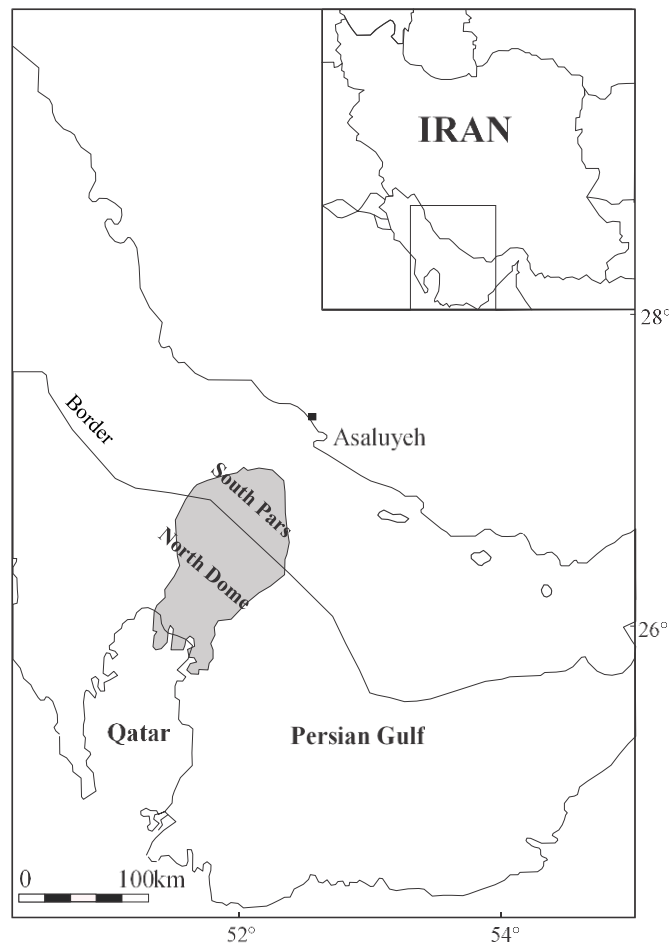 IRAN
28°
Border
Asaluyeh
South Pars
North Dome
26°
Qatar
Persian Gulf
0 100km
52° 54°